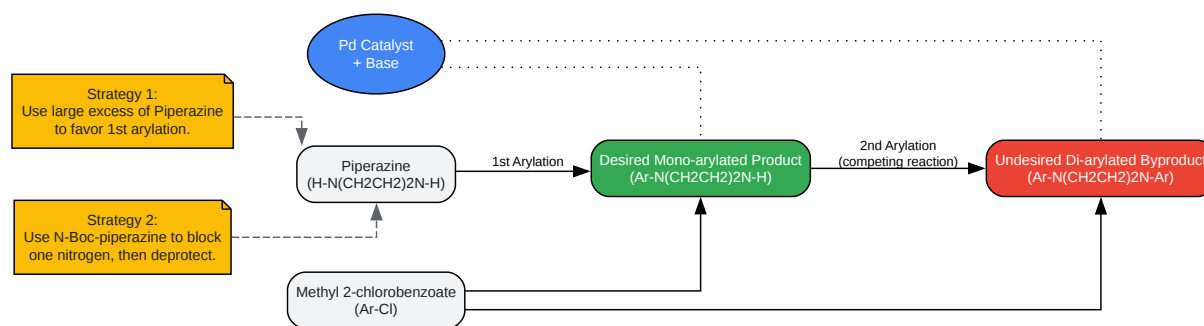 Pd Catalyst
+ Base
Strategy 1:
Use large excess of Piperazine
to favor 1st arylation.
Piperazine
(H-N(CH2CH2)2N-H)
1st Arylation
Desired Mono-arylated Product
(Ar-N(CH2CH2)2N-H)
2nd Arylation
(competing reaction)
Undesired Di-arylated Byproduct
(Ar-N(CH2CH2)2N-Ar)
Strategy 2:
Use N-Boc-piperazine to block
one nitrogen, then deprotect.
Methyl 2-chlorobenzoate
(Ar-Cl)